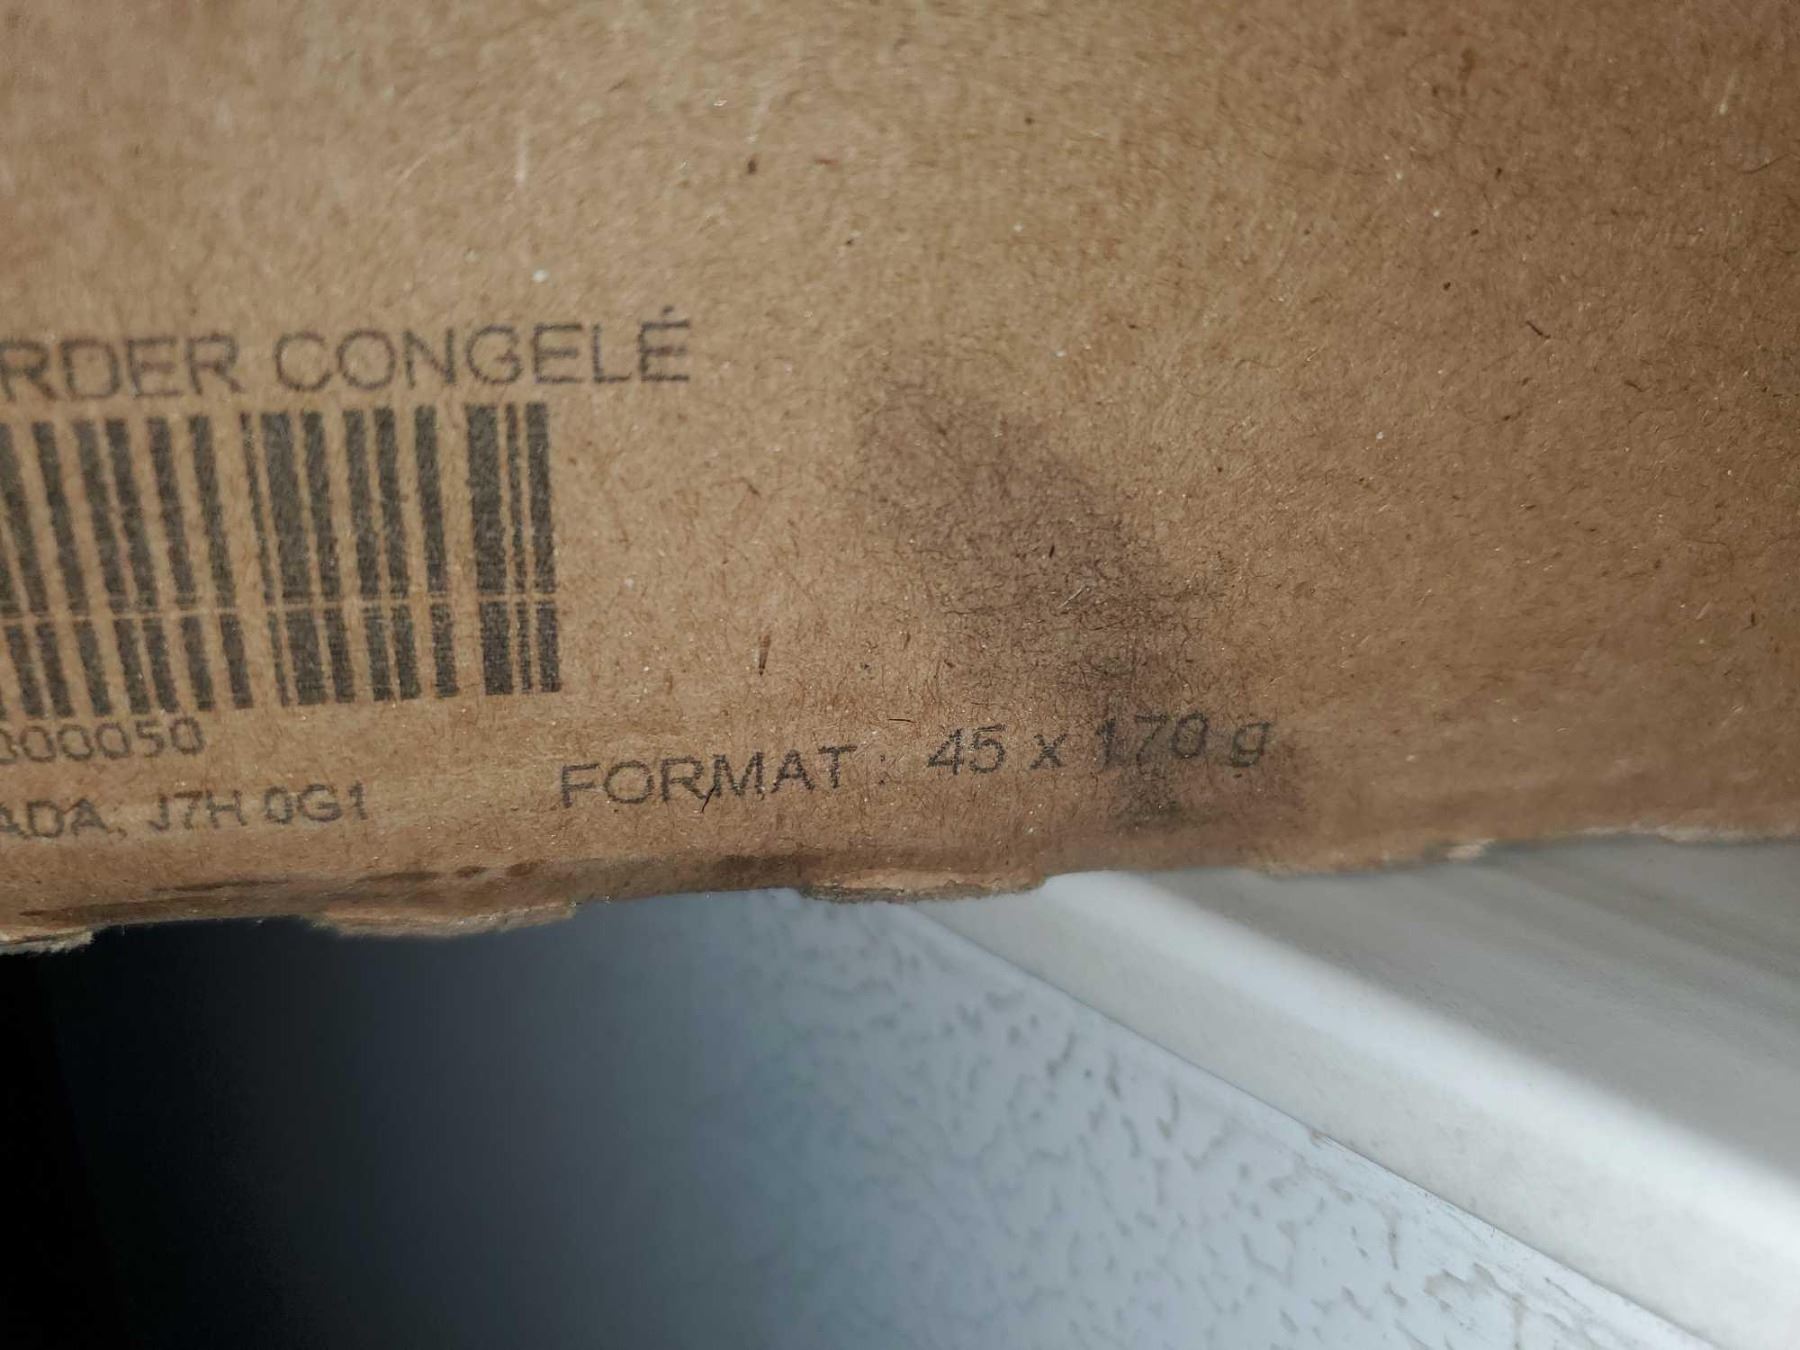 RDER CONGELÉ
000050
FORMAT : 45 x 170 g
ADA, J7H 0G1